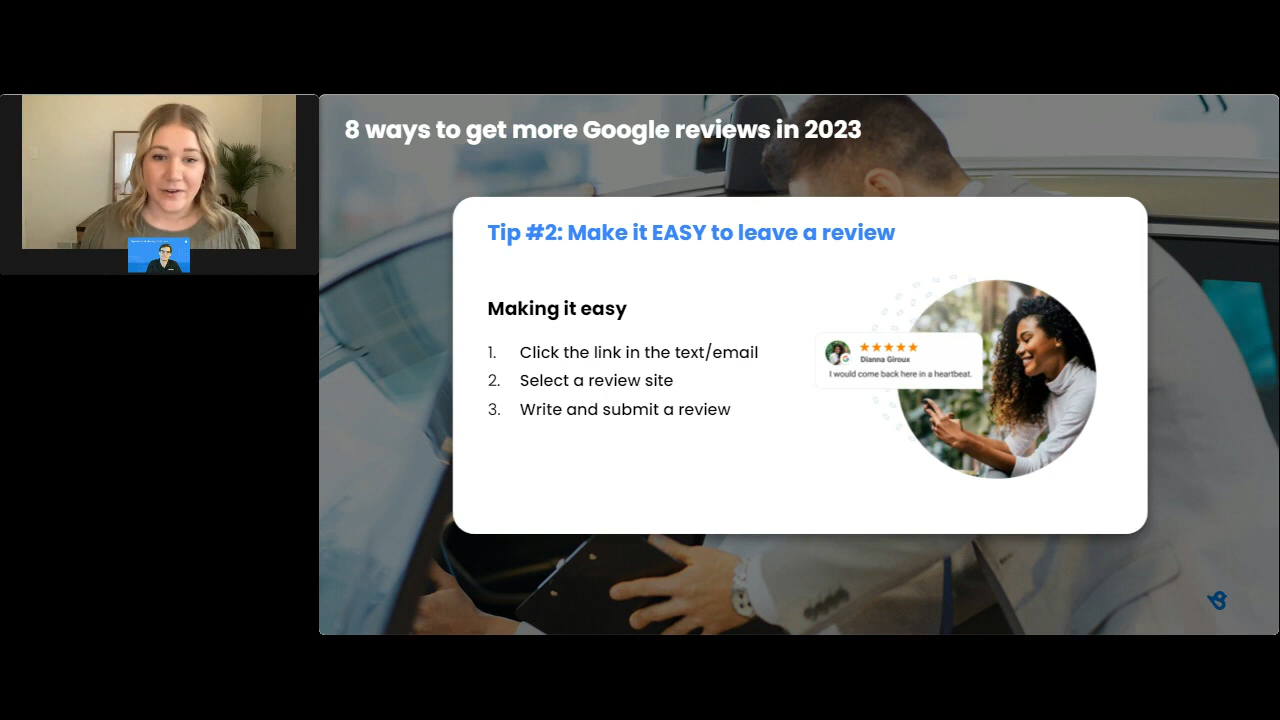 8 ways to get more Google reviews in 2023
Tip #2: Make it EASY to leave a review
Making it easy
1. Click the link in the text/email
2. Select a review site
3. Write and submit a review
Dianna Giroux
I would come back here in a heartbeat.